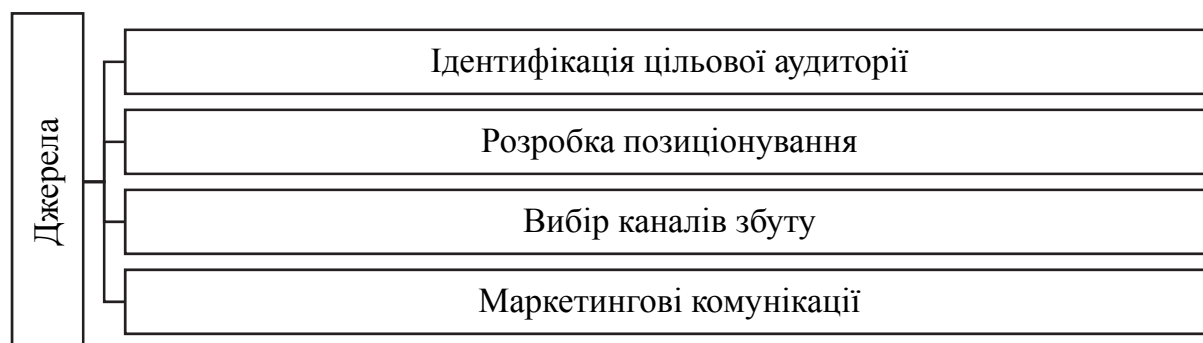 Джерела
Ідентифікація цільової аудиторії
Розробка позиціонування
Вибір каналів збуту
Маркетингові комунікації